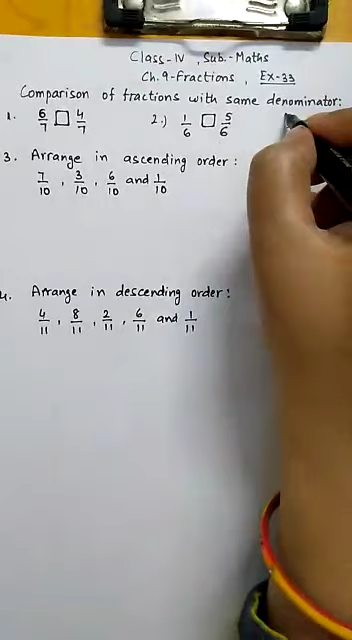 Class-IV , Sub.-Maths
Ch.9-Fractions , Ex-33
Comparison of fractions with same denominator:
1. 6/7 □ 4/7 2.) 1/6 □ 5/6
3. Arrange in ascending order :
7/10 , 3/10 , 6/10 and 1/10
4. Arrange in descending order :
4/11 , 8/11 , 2/11 , 6/11 and 1/11